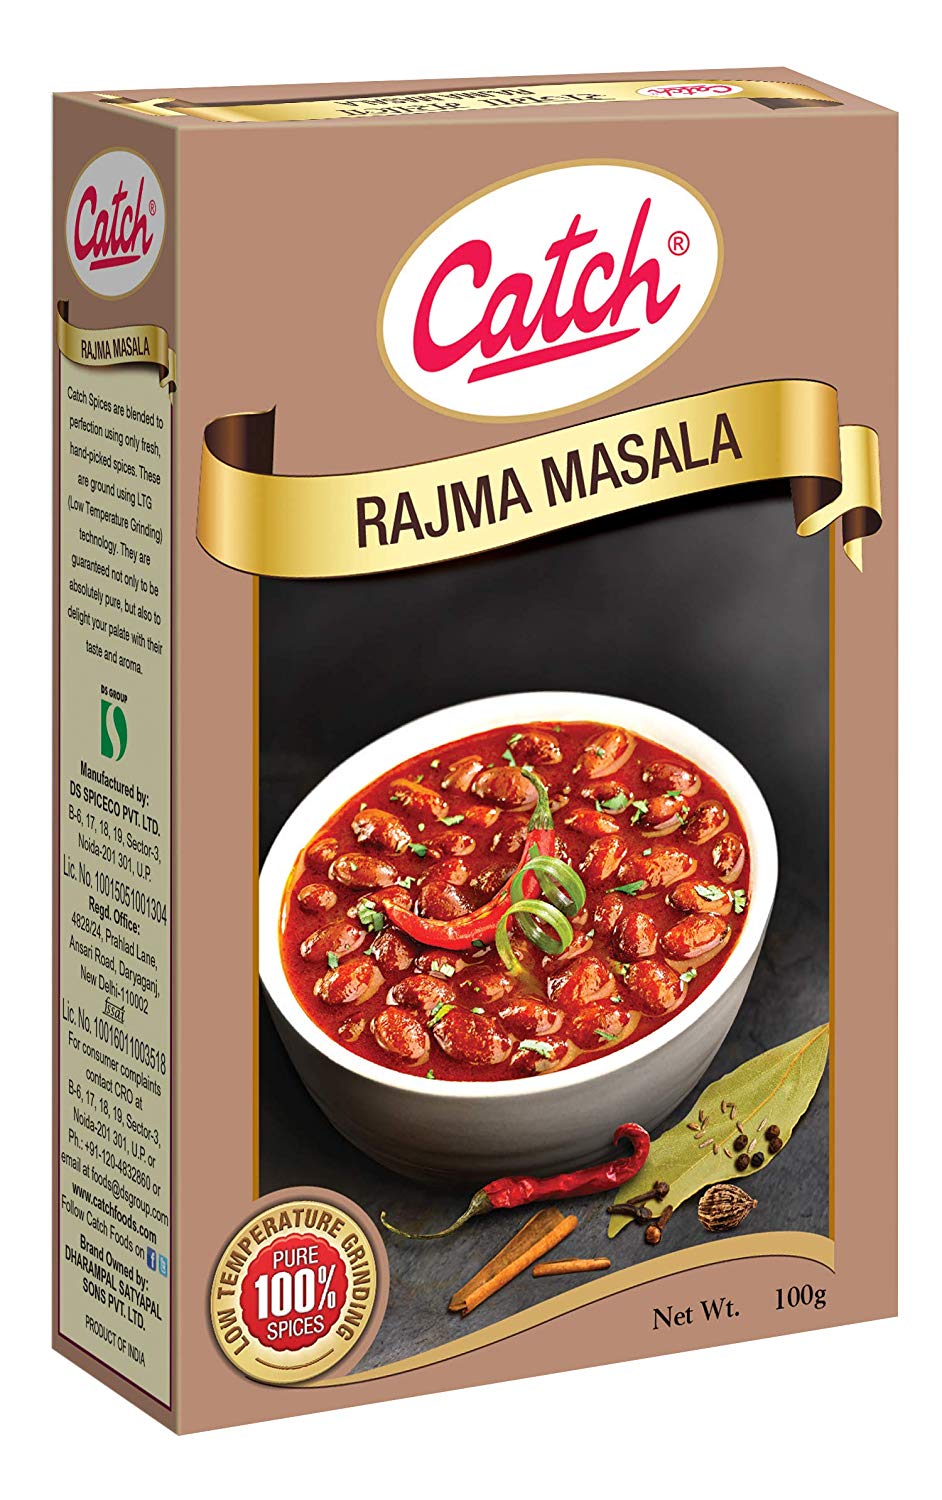 RAJMA MASALA
Catch
Catch®
RAJMA MASALA
Catch®
RAJMA MASALA
Catch Spices are blended to
perfection using only fresh,
hand-picked spices. These
are ground using LTG
(Low Temperature Grinding)
technology. They are
guaranteed not only to be
absolutely pure, but also to
delight your palate with their
taste and aroma.
DS GROUP
Manufactured by:
DS SPICECO PVT. LTD.
B-6, 17, 18, 19, Sector-3,
Noida-201 301, U.P.
Lic. No. 10015051001304
Regd. Office:
4828/24, Prahlad Lane,
Ansari Road, Daryaganj,
New Delhi-110002
fssai
Lic. No. 10016011003518
For consumer complaints
contact CRO at
B-6, 17, 18, 19, Sector-3,
Noida-201 301, U.P. or
Ph.: +91-120-4832860 or
email at foods@dsgroup.com
www.catchfoods.com
Follow Catch Foods on
Brand Owned by:
DHARAMPAL SATYAPAL
SONS PVT. LTD.
PRODUCT OF INDIA
LOW TEMPERATURE GRINDING
PURE
100%
SPICES
Net Wt. 100g